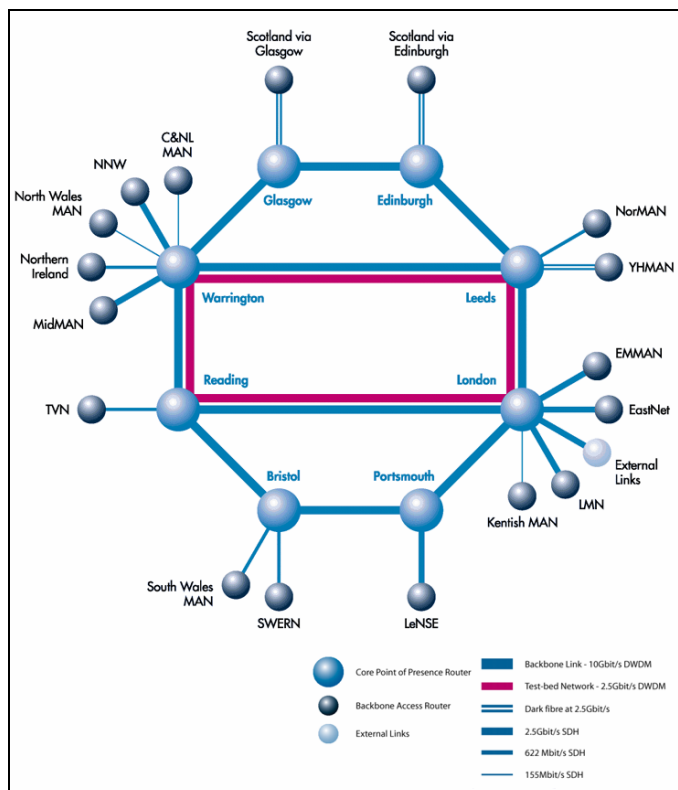 Scotland via
Glasgow
Scotland via
Edinburgh
C&NL
MAN
NNW
North Wales
MAN
Glasgow
Edinburgh
NorMAN
Northern
Ireland
YHMAN
Warrington
Leeds
MidMAN
EMMAN
Reading
London
TVN
EastNet
External
Links
Bristol
Portsmouth
LMN
Kentish MAN
South Wales
MAN
SWERN
LeNSE
Core Point of Presence Router
Backbone Access Router
External Links
Backbone Link - 10Gbit/s DWDM
Test-bed Network - 2.5Gbit/s DWDM
Dark fibre at 2.5Gbit/s
2.5Gbit/s SDH
622 Mbit/s SDH
155Mbit/s SDH